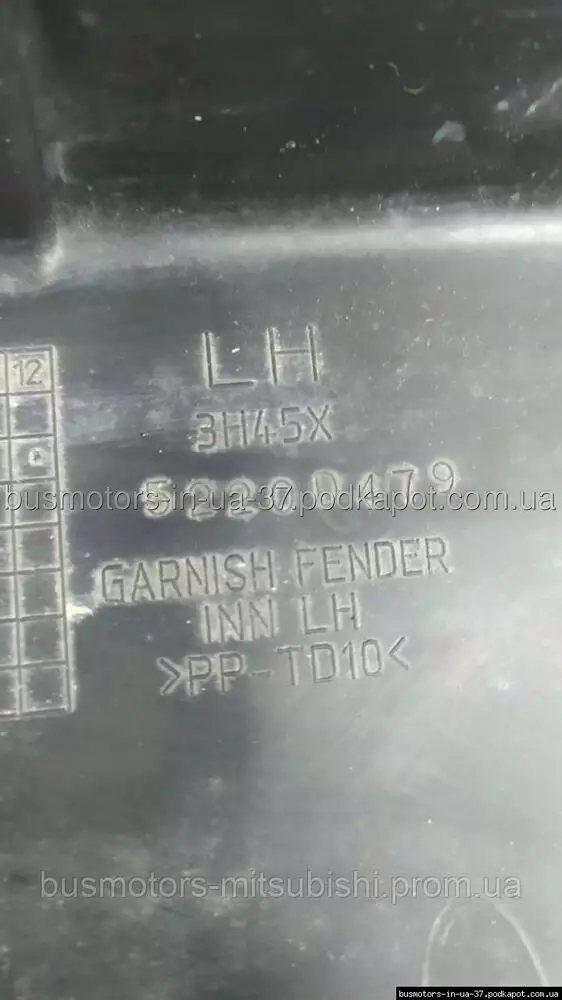 12
LH
3H45X
busmotors-in-ua-37.podkapot.com.ua
GARNISH FENDER
INN LH
>PP-TD10<
busmotors-mitsubishi.prom.ua
busmotors-in-ua-37.podkapot.com.ua